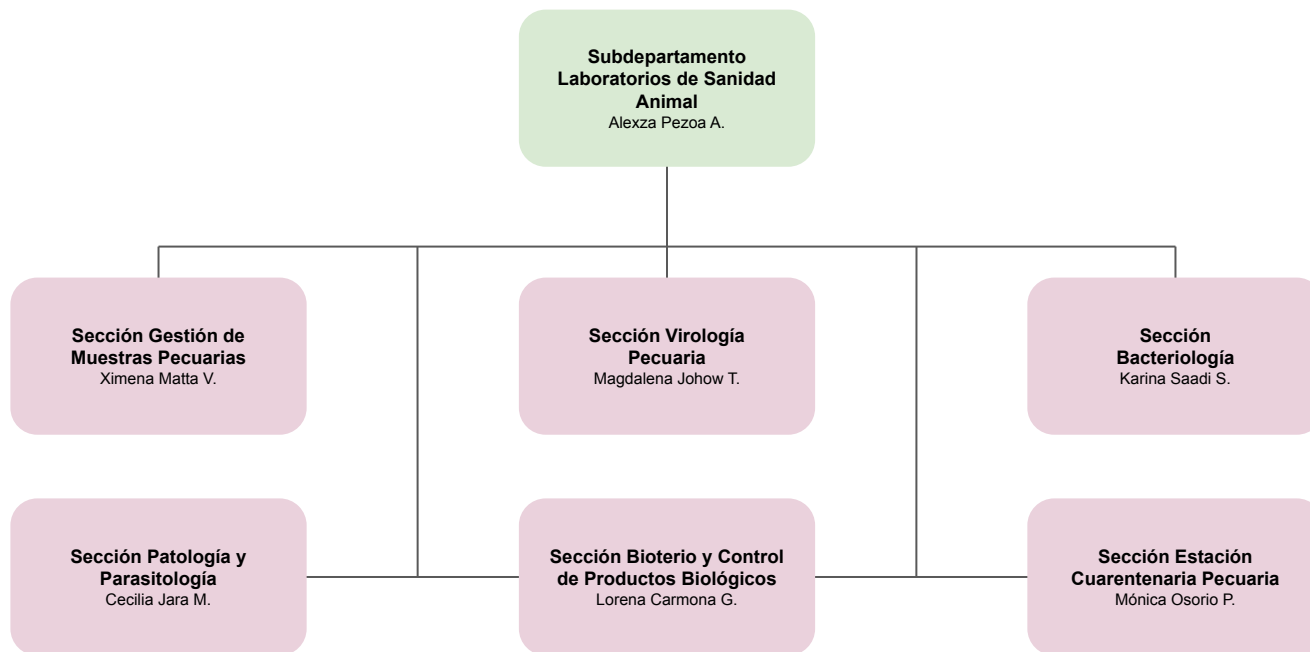 Subdepartamento
Laboratorios de Sanidad
Animal
Alexza Pezoa A.
Sección Gestión de
Muestras Pecuarias
Ximena Matta V.
Sección Virología
Pecuaria
Magdalena Johow T.
Sección
Bacteriología
Karina Saadi S.
Sección Patología y
Parasitología
Cecilia Jara M.
Sección Bioterio y Control
de Productos Biológicos
Lorena Carmona G.
Sección Estación
Cuarentenaria Pecuaria
Mónica Osorio P.